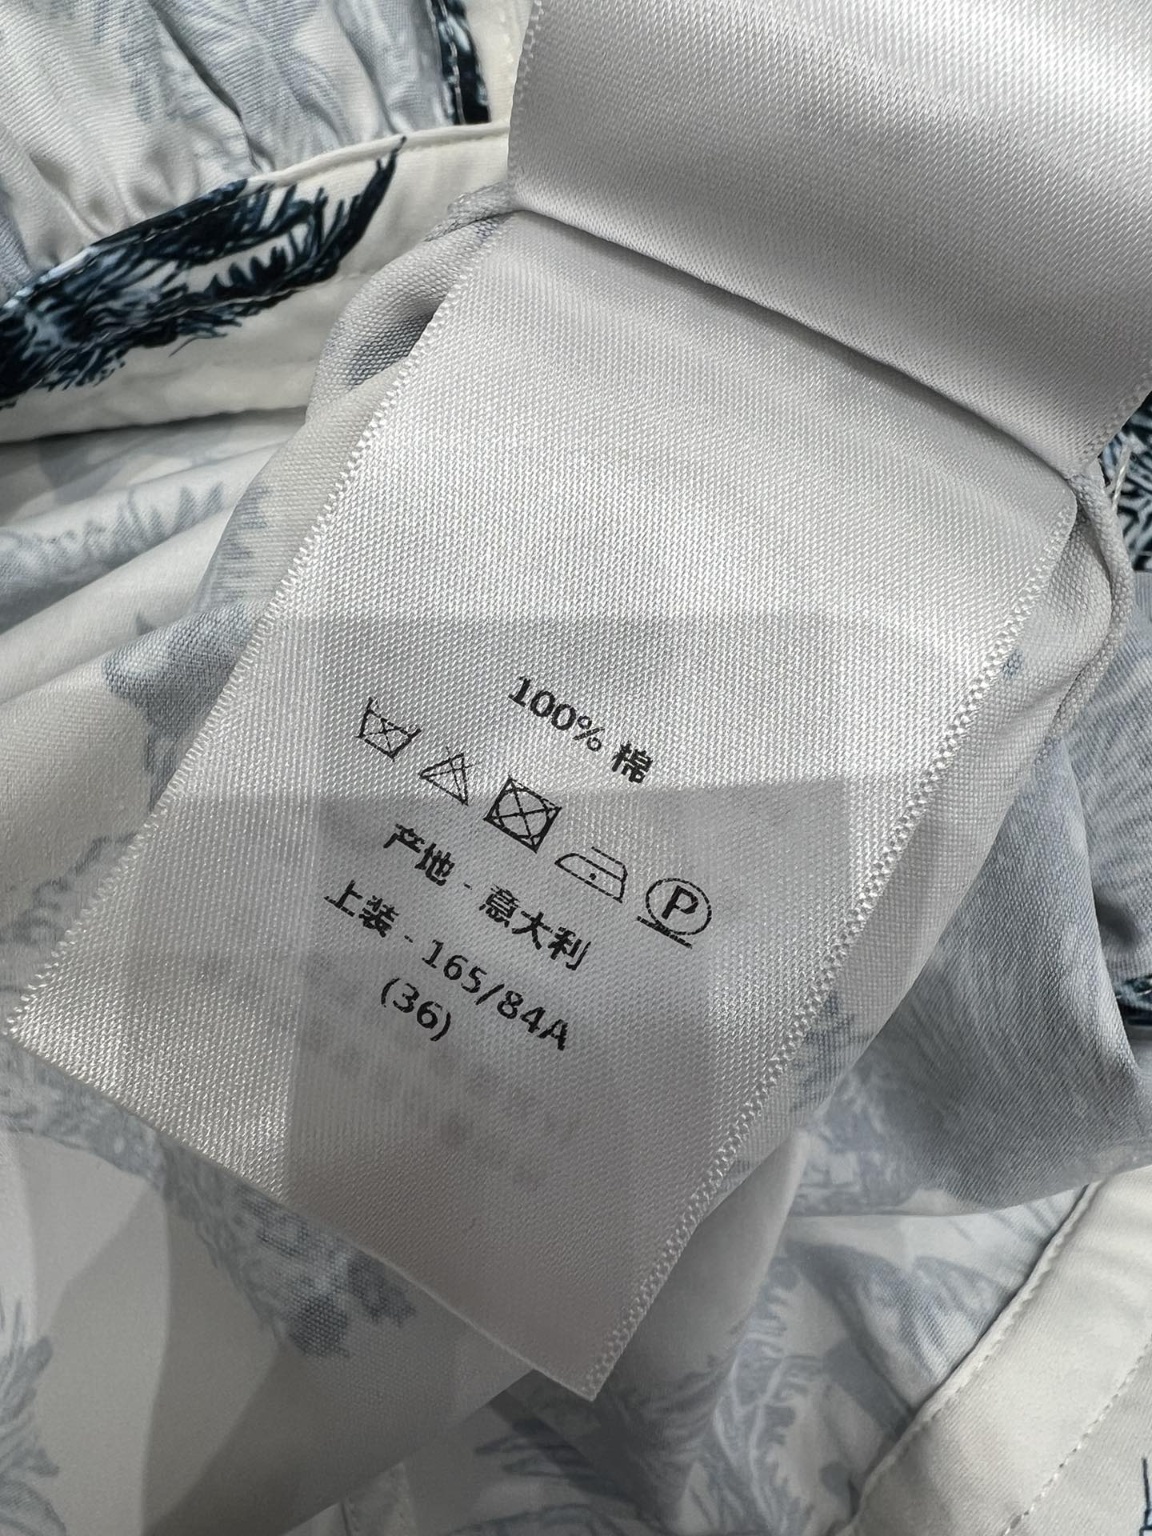 100% 棉
P
产地 - 意大利
上装 - 165/84A
(36)